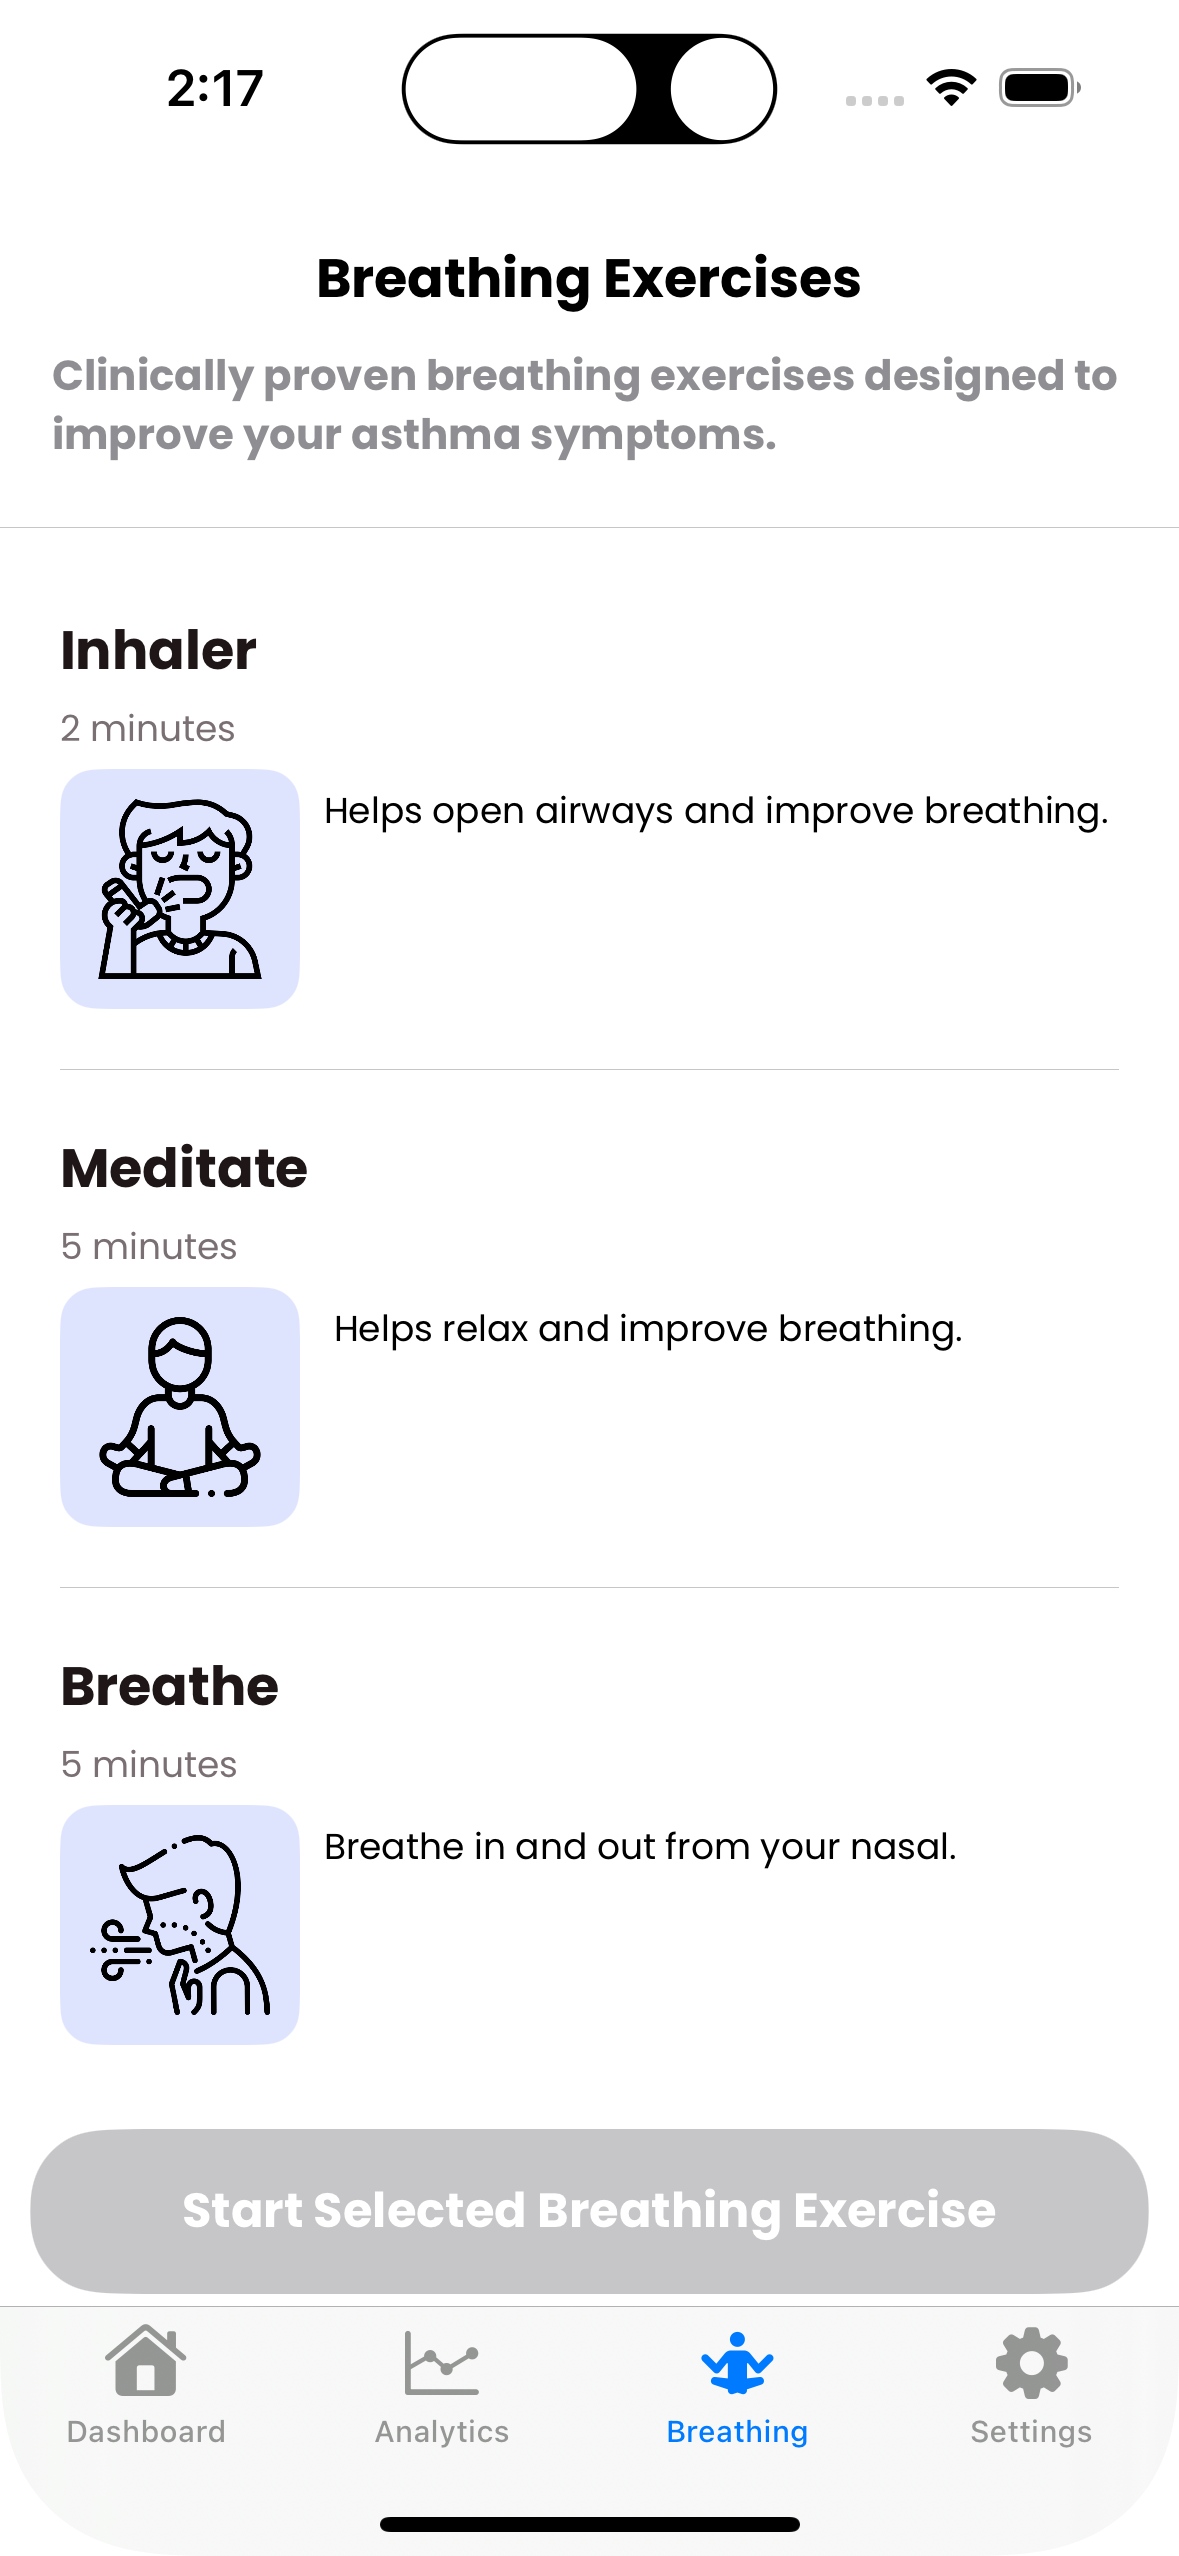 2:17
Breathing Exercises
Clinically proven breathing exercises designed to
improve your asthma symptoms.
Inhaler
2 minutes
Helps open airways and improve breathing.
Meditate
5 minutes
Helps relax and improve breathing.
Breathe
5 minutes
Breathe in and out from your nasal.
Start Selected Breathing Exercise
Dashboard Analytics Breathing Settings